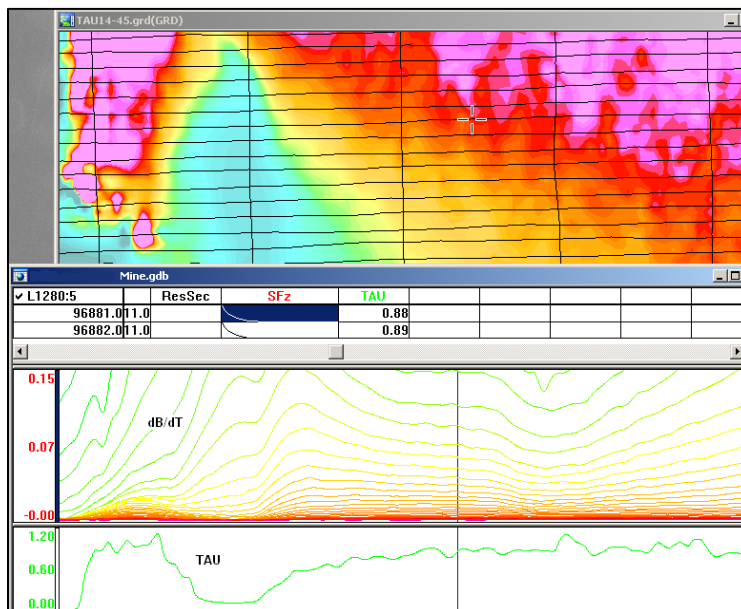 TAU14-45.grd(GRD)
Mine.gdb
✔ L1280:5 ResSec SFz TAU
96881.0 11.0 0.88
96882.0 11.0 0.89
0.15
dB/dT
0.07
-0.00
1.20
TAU
0.60
0.00